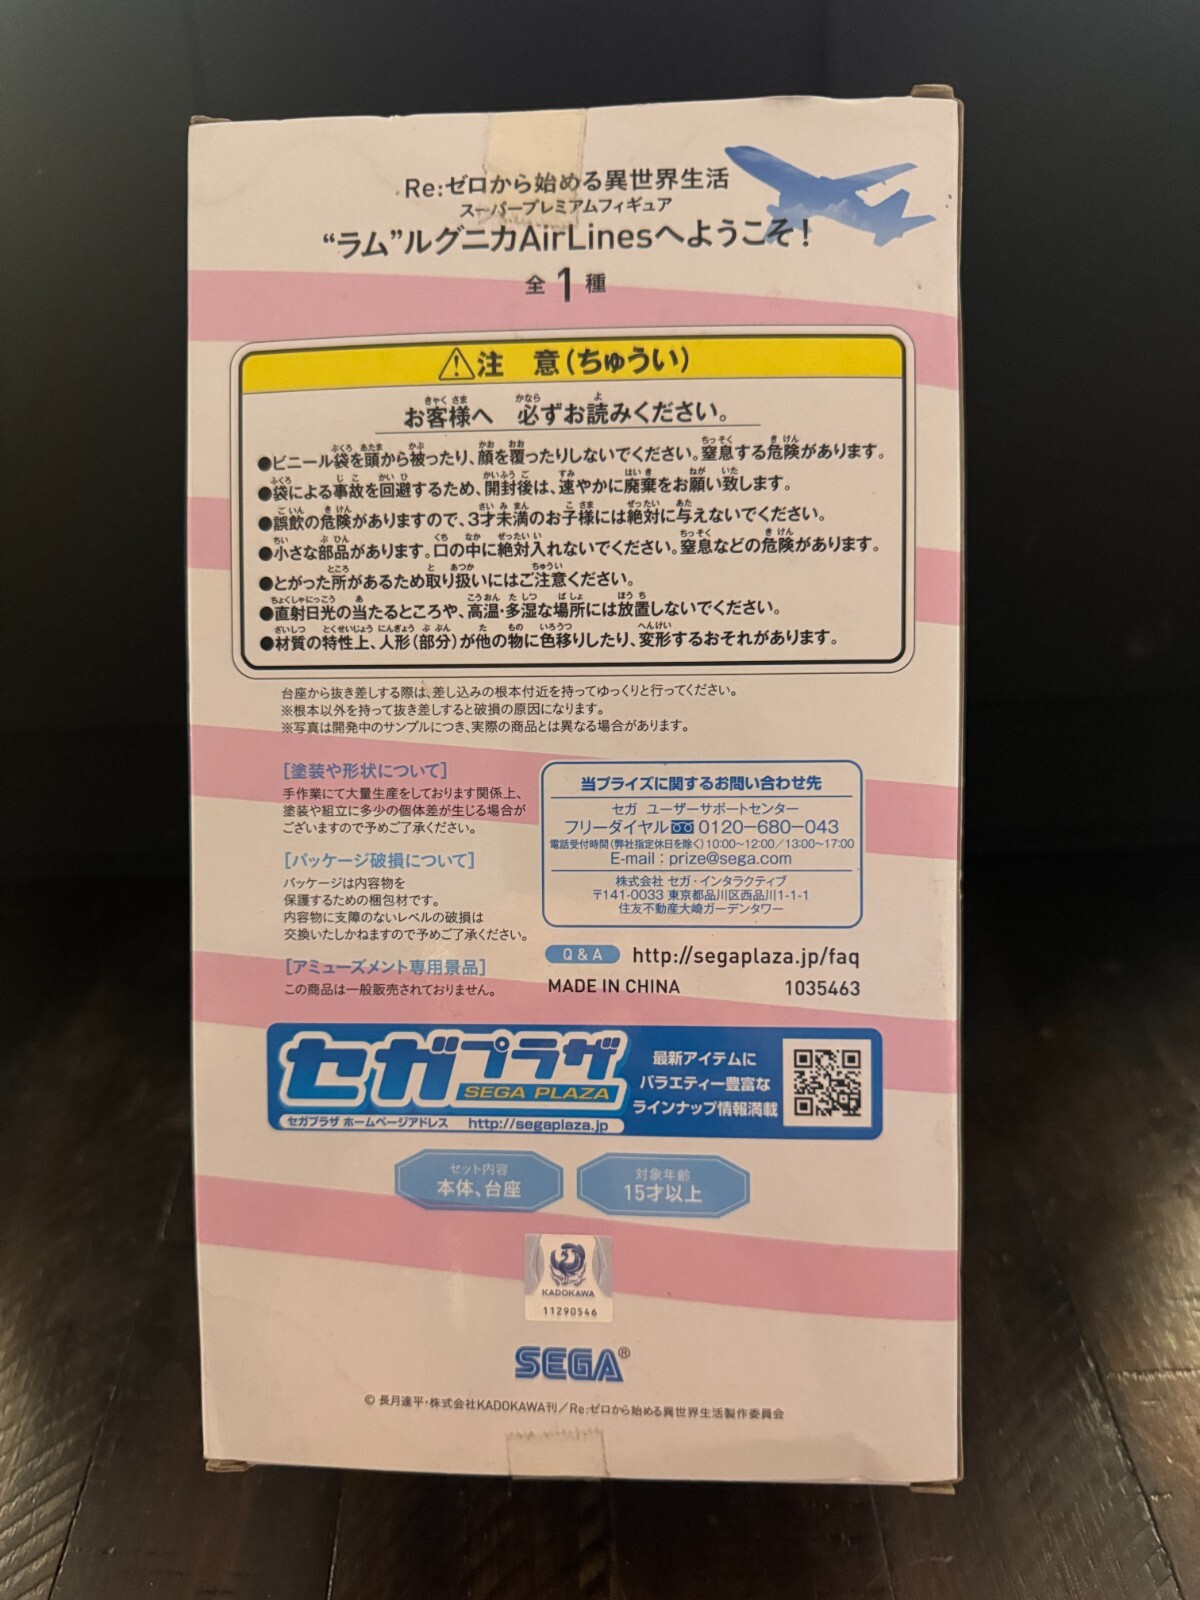 Re:ゼロから始める異世界生活
スーパープレミアムフィギュア
“ラム”ルグニカAirLinesへようこそ!
全1種
注 意(ちゅうい)
お客様へ 必ずお読みください。
●ビニール袋を頭から被ったり、顔を覆ったりしないでください。窒息する危険があります。
●袋による事故を回避するため、開封後は、速やかに廃棄をお願い致します。
●誤飲の危険がありますので、3才未満のお子様には絶対に与えないでください。
●小さな部品があります。口の中に絶対入れないでください。窒息などの危険があります。
●とがった所があるため取り扱いにはご注意ください。
●直射日光の当たるところや、高温・多湿な場所には放置しないでください。
●材質の特性上、人形(部分)が他の物に色移りしたり、変形するおそれがあります。
台座から抜き差しする際は、差し込みの根本付近を持ってゆっくりと行ってください。
※根本以外を持って抜き差しすると破損の原因になります。
※写真は開発中のサンプルにつき、実際の商品とは異なる場合があります。
[塗装や形状について]
手作業にて大量生産をしております関係上、
塗装や組立に多少の個体差が生じる場合が
ございますので予めご了承ください。
[パッケージ破損について]
パッケージは内容物を
保護するための梱包材です。
内容物に支障のないレベルの破損は
交換いたしかねますので予めご了承ください。
[アミューズメント専用景品]
この商品は一般販売されておりません。
当プライズに関するお問い合わせ先
セガ ユーザーサポートセンター
フリーダイヤル 0120-680-043
電話受付時間(弊社指定休日を除く)10:00~12:00/13:00~17:00
E-mail:prize@sega.com
株式会社 セガ・インタラクティブ
〒141-0033 東京都品川区西品川1-1-1
住友不動産大崎ガーデンタワー
Q & A http://segaplaza.jp/faq
MADE IN CHINA 1035463
セガプラザ
SEGA PLAZA
セガプラザ ホームページアドレス http://segaplaza.jp
最新アイテムに
バラエティー豊富な
ラインナップ情報満載
セット内容
本体、台座
対象年齢
15才以上
KADOKAWA
11290546
SEGA®
© 長月達平・株式会社KADOKAWA刊/Re:ゼロから始める異世界生活製作委員会